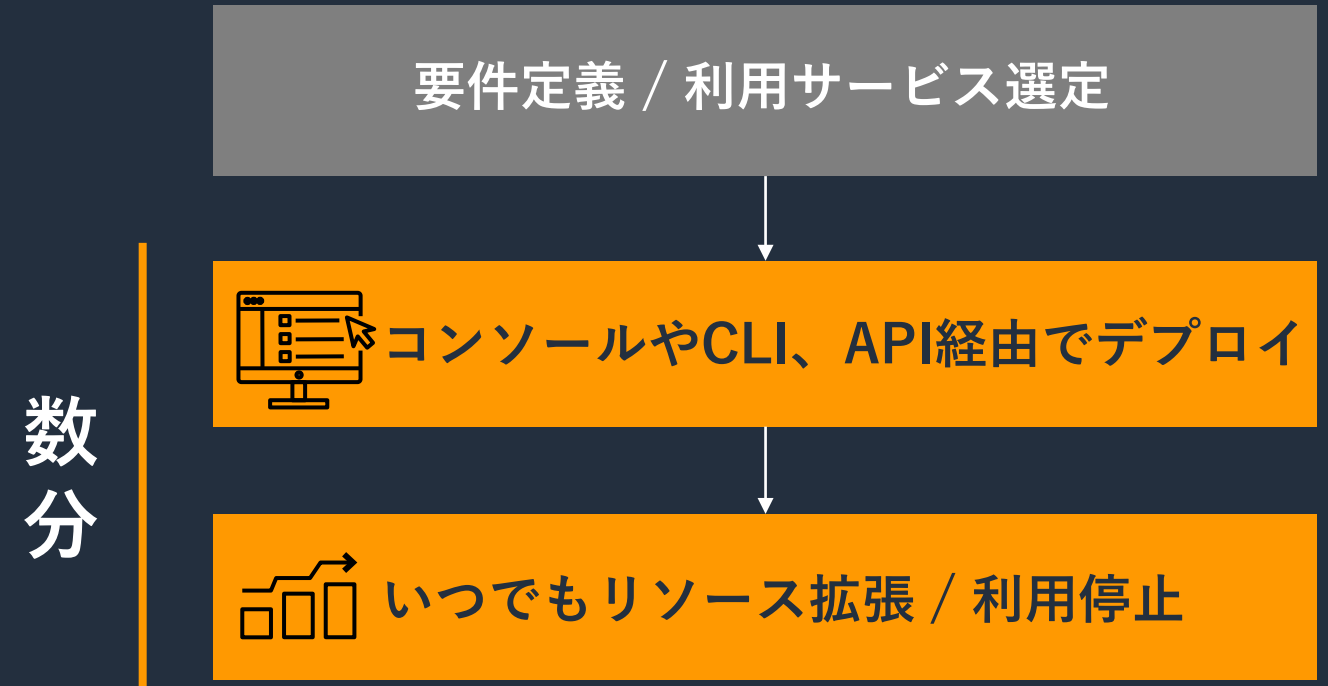 要件定義 / 利用サービス選定
コンソールやCLI、API経由でデプロイ
数分
いつでもリソース拡張 / 利用停止